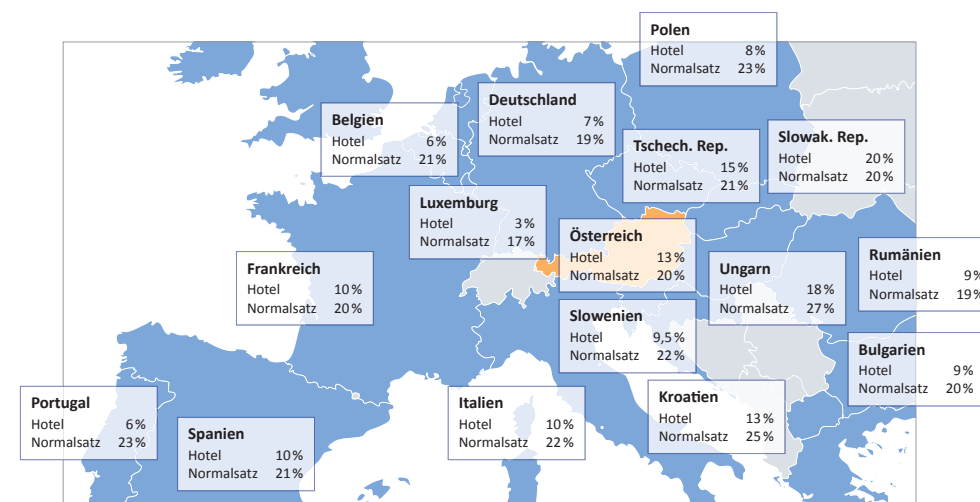 Polen
Hotel 8%
Normalsatz 23%
Deutschland
Hotel 7%
Normalsatz 19%
Belgien
Hotel 6%
Normalsatz 21%
Tschech. Rep.
Hotel 15%
Normalsatz 21%
Slowak. Rep.
Hotel 20%
Normalsatz 20%
Luxemburg
Hotel 3%
Normalsatz 17%
Österreich
Hotel 13%
Normalsatz 20%
Frankreich
Hotel 10%
Normalsatz 20%
Ungarn
Hotel 18%
Normalsatz 27%
Rumänien
Hotel 9%
Normalsatz 19%
Slowenien
Hotel 9,5%
Normalsatz 22%
Bulgarien
Hotel 9%
Normalsatz 20%
Portugal
Hotel 6%
Normalsatz 23%
Spanien
Hotel 10%
Normalsatz 21%
Italien
Hotel 10%
Normalsatz 22%
Kroatien
Hotel 13%
Normalsatz 25%